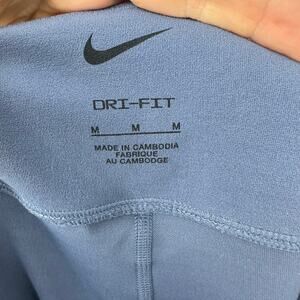 DRI-FIT
M M M
MADE IN CAMBODIA
FABRIQUE
AU CAMBODGE